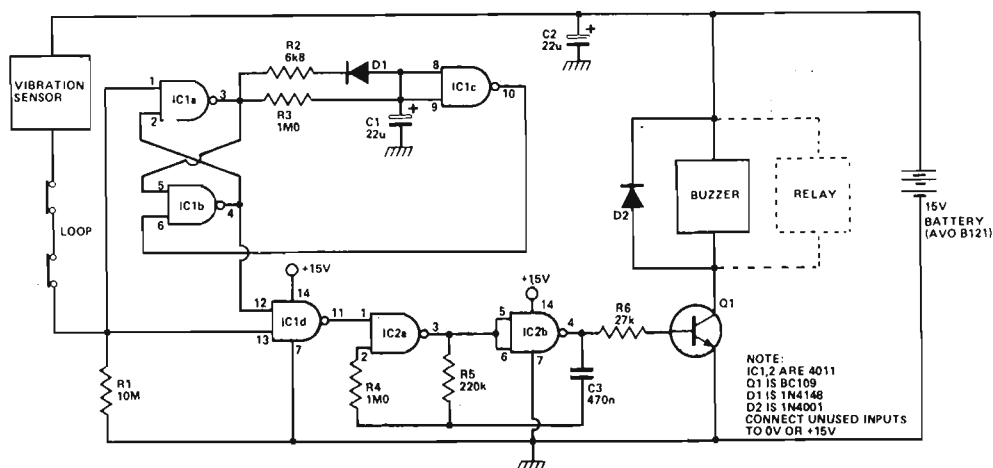 C2
22u
+
R2
6k8
D1
VIBRATION
SENSOR
1
IC1a
3
2
8
IC1c
10
9
R3
1M0
C1
22u
+
5
IC1b
4
6
LOOP
D2
BUZZER
RELAY
15V
BATTERY
(AVO B121)
+15V
12
14
IC1d
11
13
7
1
IC2a
3
2
+15V
5
14
IC2b
4
6
7
R6
27k
Q1
R1
10M
R4
1M0
R5
220k
C3
470n
NOTE:
IC1,2 ARE 4011
Q1 IS BC109
D1 IS 1N4148
D2 IS 1N4001
CONNECT UNUSED INPUTS
TO 0V OR +15V